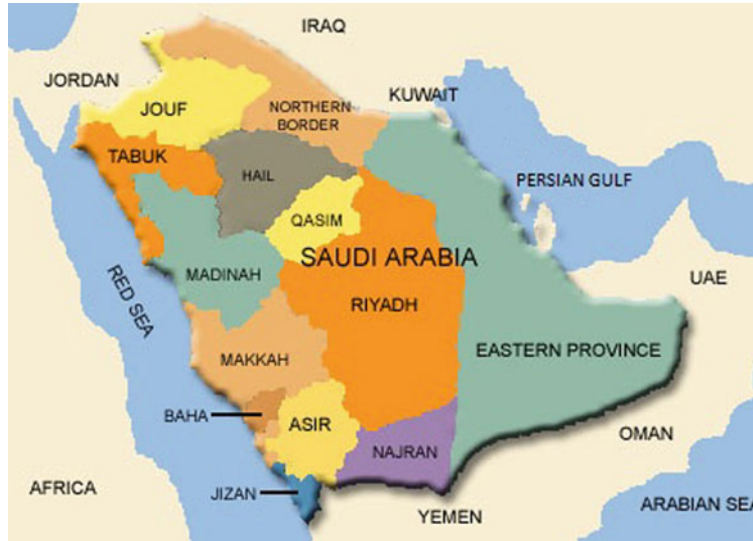 IRAQ
JORDAN
KUWAIT
JOUF
NORTHERN
BORDER
TABUK
HAIL
PERSIAN GULF
QASIM
SAUDI ARABIA
MADINAH
UAE
RED SEA
RIYADH
EASTERN PROVINCE
MAKKAH
BAHA
ASIR
OMAN
NAJRAN
AFRICA
JIZAN
ARABIAN SEA
YEMEN